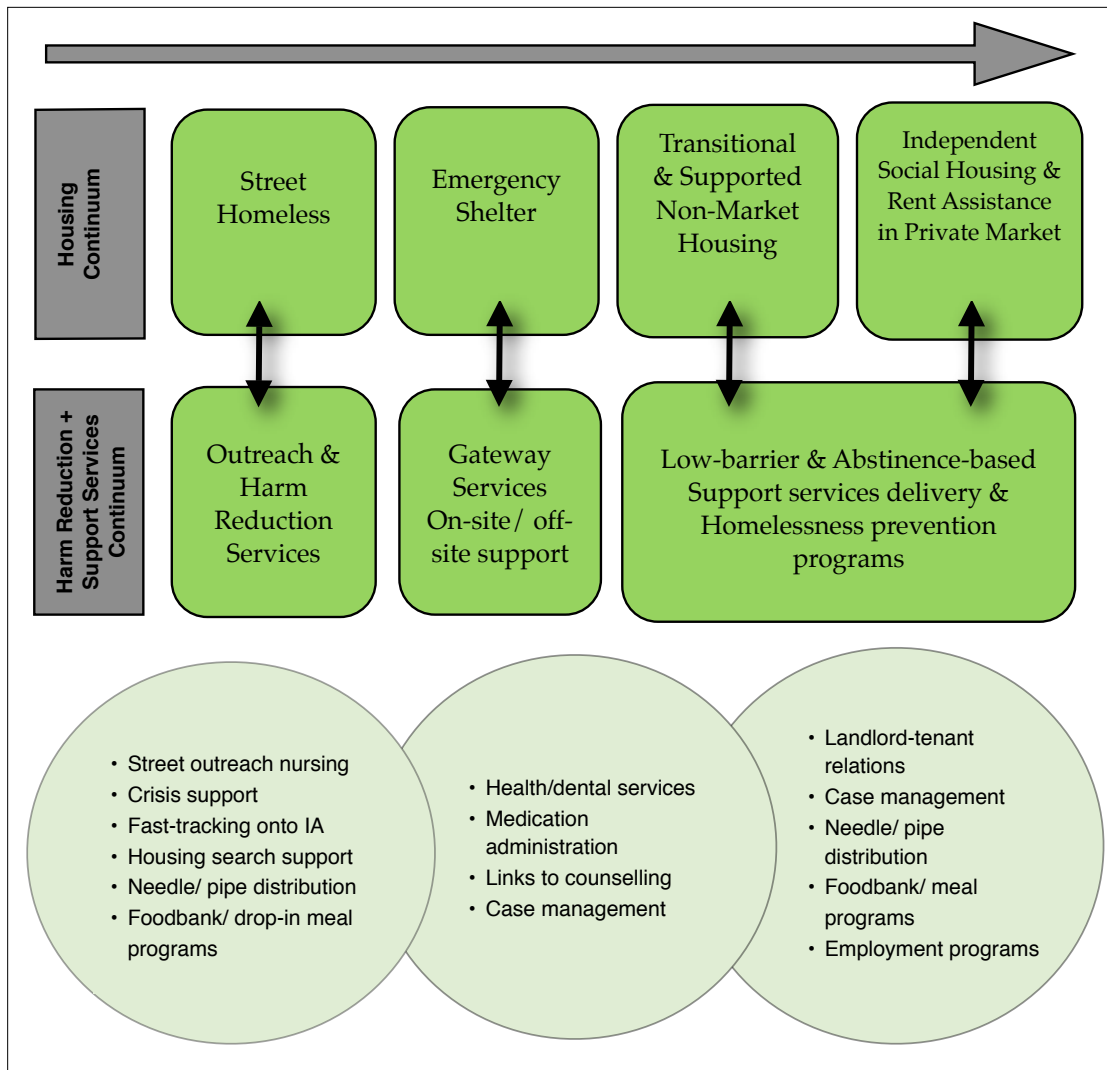 Housing
Continuum
Street
Homeless
Emergency
Shelter
Transitional
& Supported
Non-Market
Housing
Independent
Social Housing &
Rent Assistance
in Private Market
Harm Reduction +
Support Services
Continuum
Outreach &
Harm
Reduction
Services
Gateway
Services
On-site/ off-
site support
Low-barrier & Abstinence-based
Support services delivery &
Homelessness prevention
programs
• Street outreach nursing
• Crisis support
• Fast-tracking onto IA
• Housing search support
• Needle/ pipe distribution
• Foodbank/ drop-in meal
programs
• Health/dental services
• Medication
administration
• Links to counselling
• Case management
• Landlord-tenant
relations
• Case management
• Needle/ pipe
distribution
• Foodbank/ meal
programs
• Employment programs